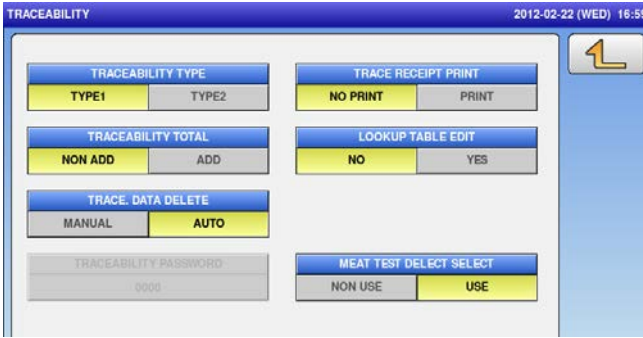 TRACEABILITY 2012-02-22 (WED) 16:59
TRACEABILITY TYPE TRACE RECEIPT PRINT
TYPE1 TYPE2 NO PRINT PRINT
TRACEABILITY TOTAL LOOKUP TABLE EDIT
NON ADD ADD NO YES
TRACE. DATA DELETE
MANUAL AUTO
TRACEABILITY PASSWORD MEAT TEST DELECT SELECT
0000 NON USE USE